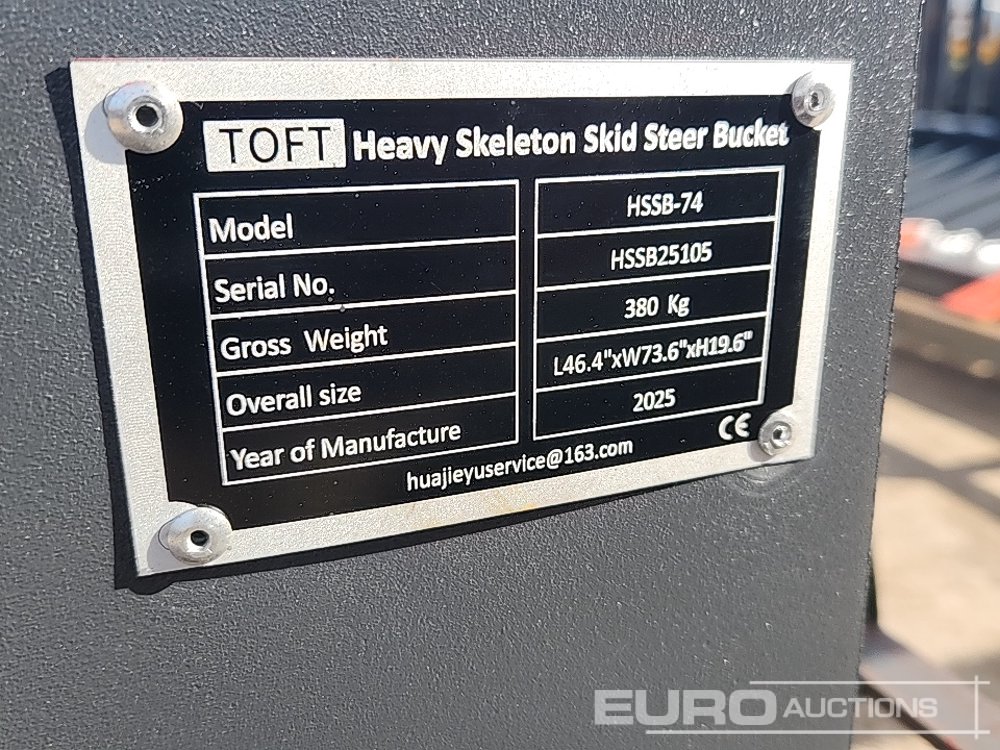 TOFT Heavy Skeleton Skid Steer Bucket
Model HSSB-74
Serial No. HSSB25105
Gross Weight 380 Kg
Overall size L46.4"xW73.6"xH19.6"
Year of Manufacture 2025
CE
huajieyuservice@163.com
EURO AUCTIONS